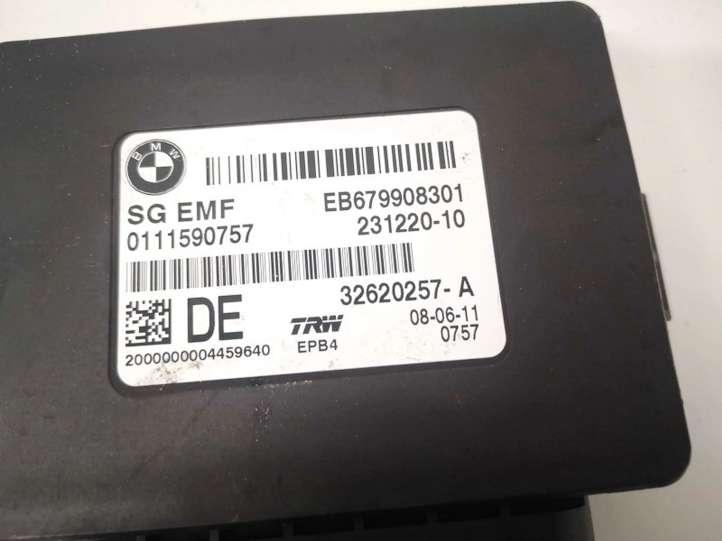 BMW
SG EMF
EB679908301
0111590757
231220-10
32620257- A
DE
TRW
08-06-11
2000000004459640
EPB4
0757